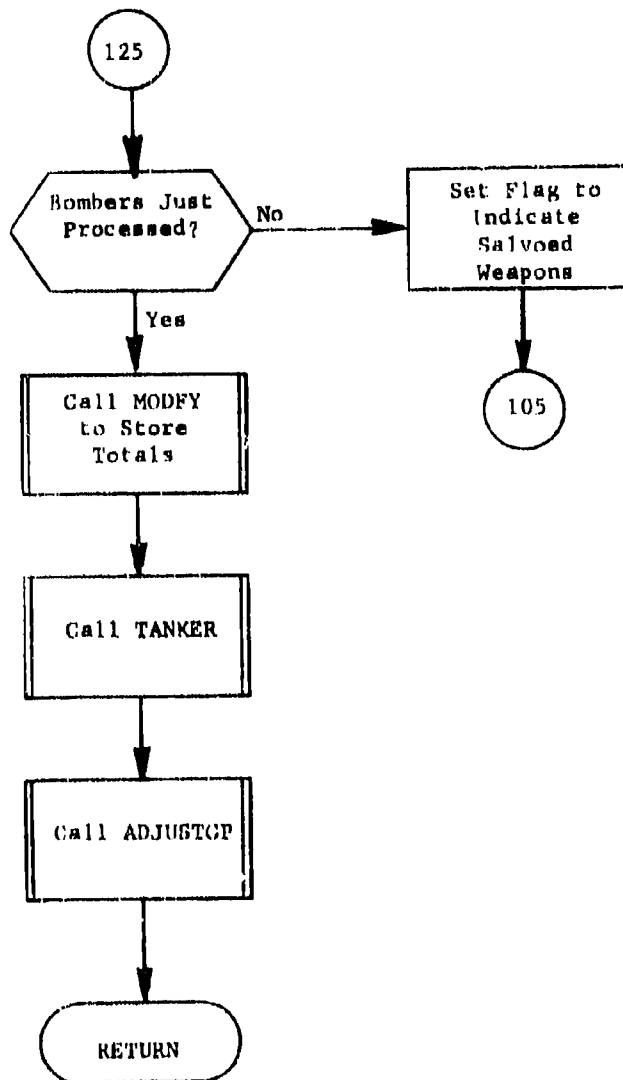 125
Bombers Just
Processed?
No
Set Flag to
Indicate
Salvoed
Weapons
Yes
105
Call MODFY
to Store
Totals
Call TANKER
Call ADJUSTGP
RETURN